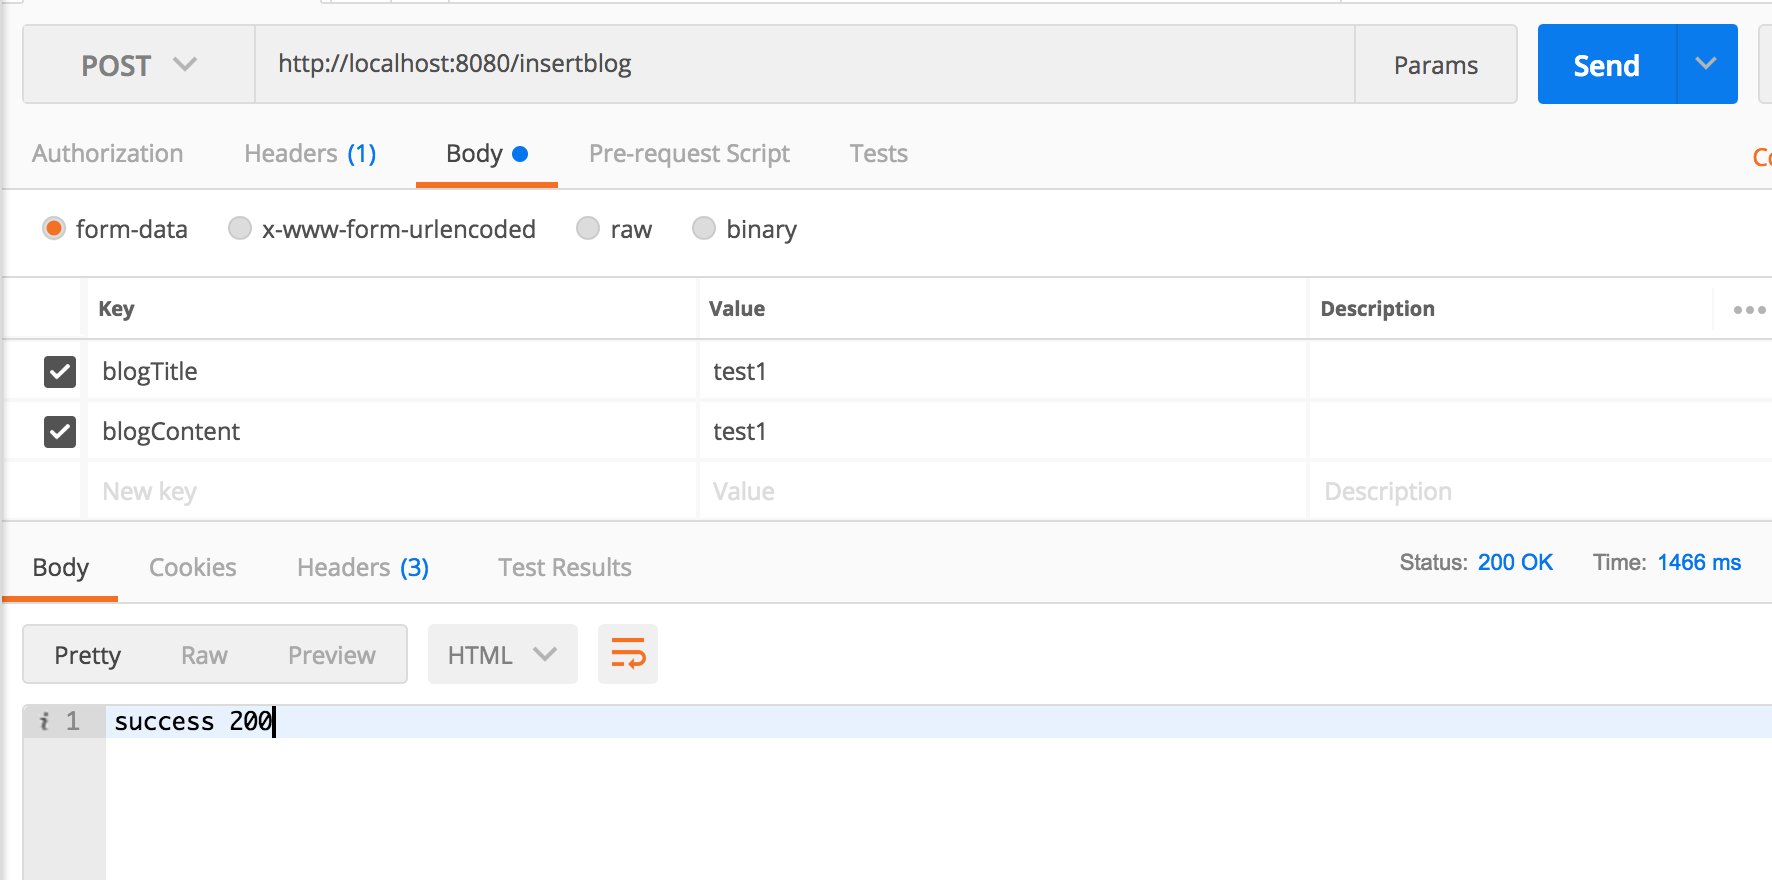 POST http://localhost:8080/insertblog Params Send
Authorization Headers (1) Body Pre-request Script Tests
form-data x-www-form-urlencoded raw binary
Key Value Description
blogTitle test1
blogContent test1
New key Value Description
Body Cookies Headers (3) Test Results Status: 200 OK Time: 1466 ms
Pretty Raw Preview HTML
i 1 success 200